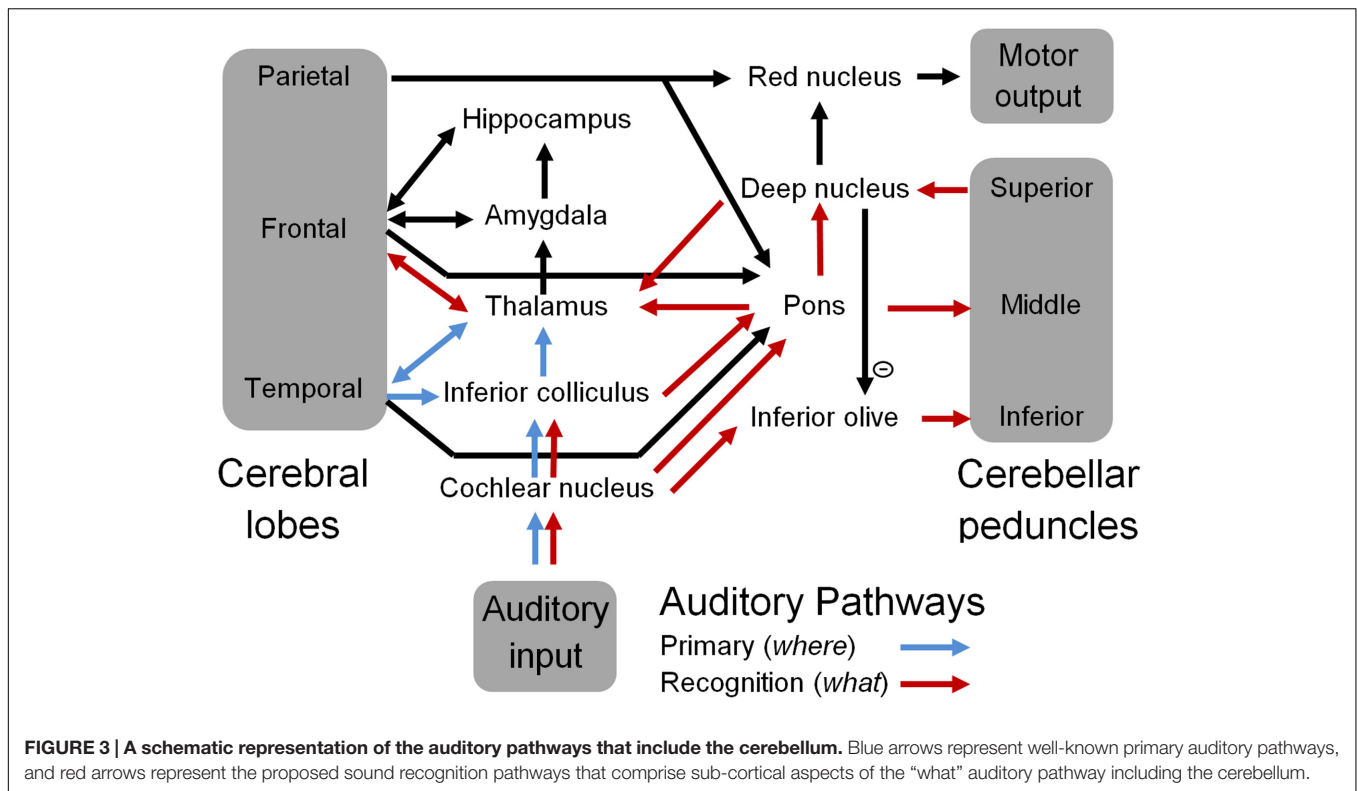 Parietal
Red nucleus
Motor
output
Hippocampus
Deep nucleus
Superior
Frontal
Amygdala
Thalamus
Pons
Middle
Temporal
Inferior colliculus
⊖
Inferior olive
Inferior
Cerebral
lobes
Cochlear nucleus
Cerebellar
peduncles
Auditory
input
Auditory Pathways
Primary (where)
Recognition (what)
FIGURE 3 | A schematic representation of the auditory pathways that include the cerebellum. Blue arrows represent well-known primary auditory pathways,
and red arrows represent the proposed sound recognition pathways that comprise sub-cortical aspects of the “what” auditory pathway including the cerebellum.